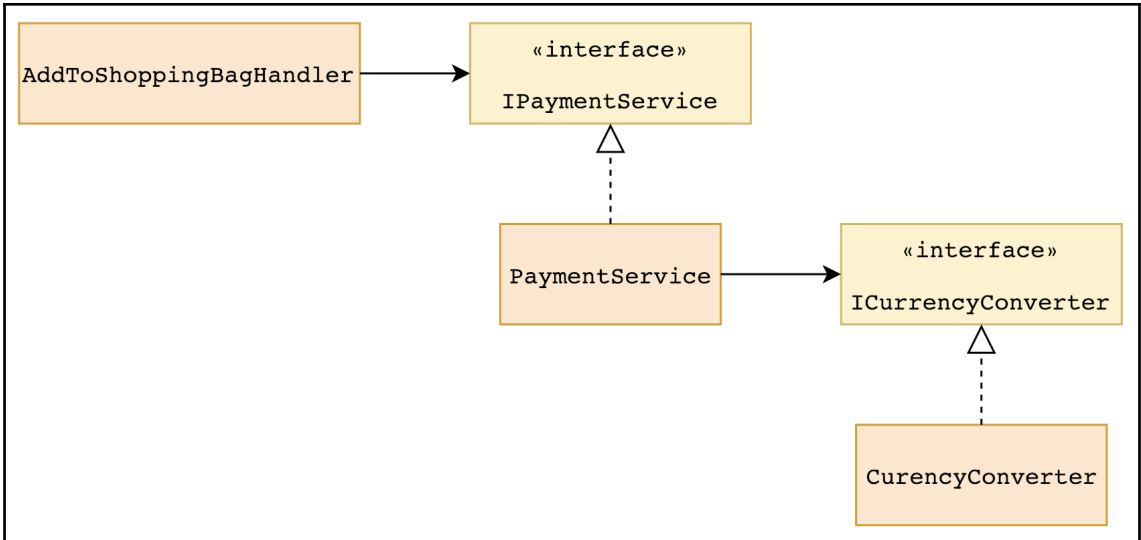 AddToShoppingBagHandler
«interface»
IPaymentService
PaymentService
«interface»
ICurrencyConverter
CurencyConverter